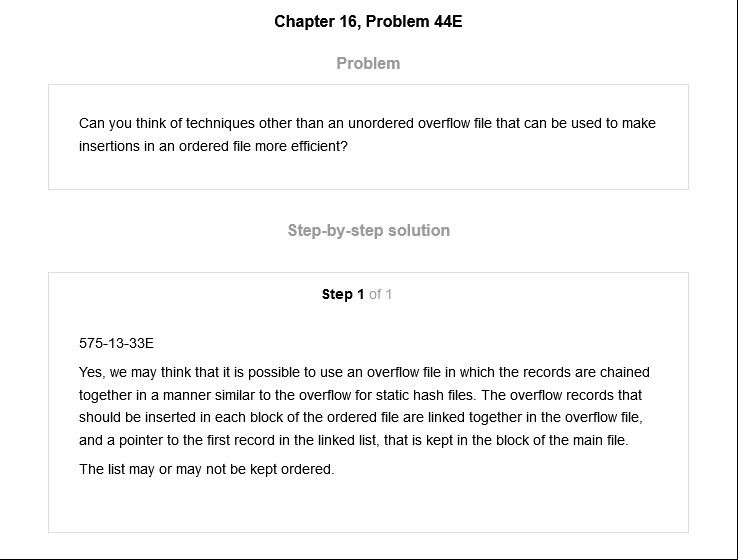 Chapter 16, Problem 44E
Problem
Can you think of techniques other than an unordered overflow file that can be used to make
insertions in an ordered file more efficient?
Step-by-step solution
Step 1 of 1
575-13-33E
Yes, we may think that it is possible to use an overflow file in which the records are chained
together in a manner similar to the overflow for static hash files. The overflow records that
should be inserted in each block of the ordered file are linked together in the overflow file,
and a pointer to the first record in the linked list, that is kept in the block of the main file.
The list may or may not be kept ordered.